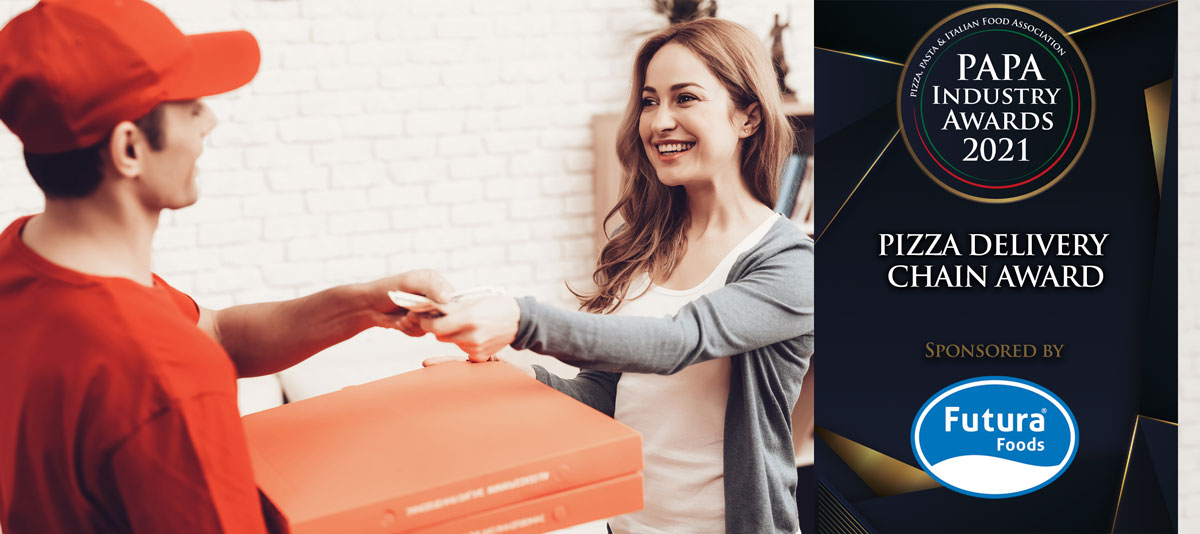 Pizza, Pasta & Italian Food Association
PAPA
Industry
Awards
2021
PIZZA DELIVERY
CHAIN AWARD
Sponsored by
Futura®
Foods